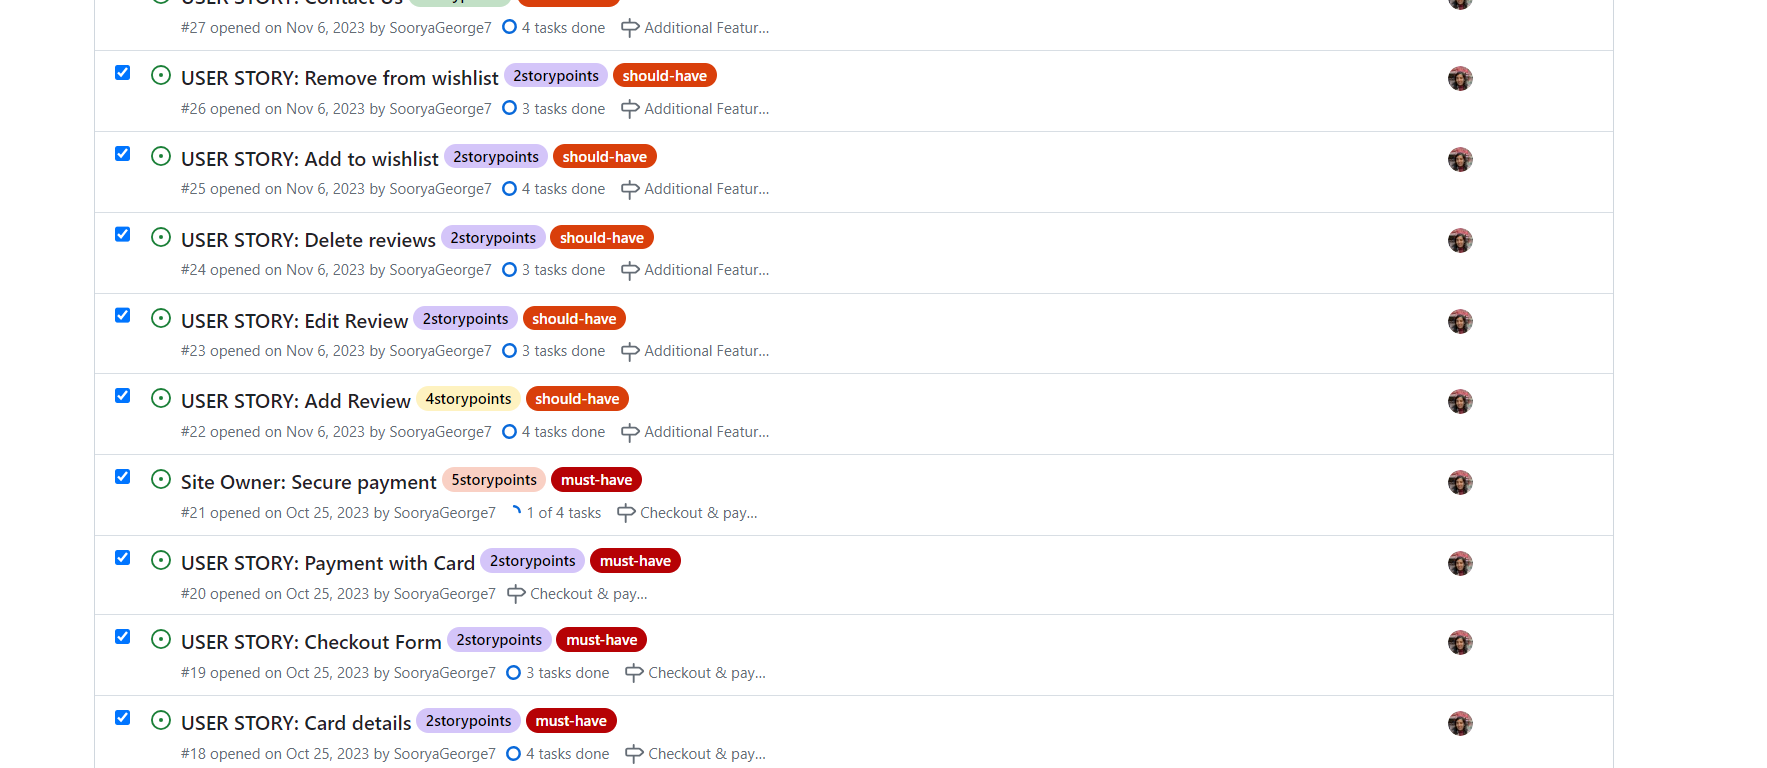 USER STORY: Contact Us should-have
#27 opened on Nov 6, 2023 by SooryaGeorge7 4 tasks done Additional Featur...
USER STORY: Remove from wishlist 2storypoints should-have
#26 opened on Nov 6, 2023 by SooryaGeorge7 3 tasks done Additional Featur...
USER STORY: Add to wishlist 2storypoints should-have
#25 opened on Nov 6, 2023 by SooryaGeorge7 4 tasks done Additional Featur...
USER STORY: Delete reviews 2storypoints should-have
#24 opened on Nov 6, 2023 by SooryaGeorge7 3 tasks done Additional Featur...
USER STORY: Edit Review 2storypoints should-have
#23 opened on Nov 6, 2023 by SooryaGeorge7 3 tasks done Additional Featur...
USER STORY: Add Review 4storypoints should-have
#22 opened on Nov 6, 2023 by SooryaGeorge7 4 tasks done Additional Featur...
Site Owner: Secure payment 5storypoints must-have
#21 opened on Oct 25, 2023 by SooryaGeorge7 1 of 4 tasks Checkout & pay...
USER STORY: Payment with Card 2storypoints must-have
#20 opened on Oct 25, 2023 by SooryaGeorge7 Checkout & pay...
USER STORY: Checkout Form 2storypoints must-have
#19 opened on Oct 25, 2023 by SooryaGeorge7 3 tasks done Checkout & pay...
USER STORY: Card details 2storypoints must-have
#18 opened on Oct 25, 2023 by SooryaGeorge7 4 tasks done Checkout & pay...